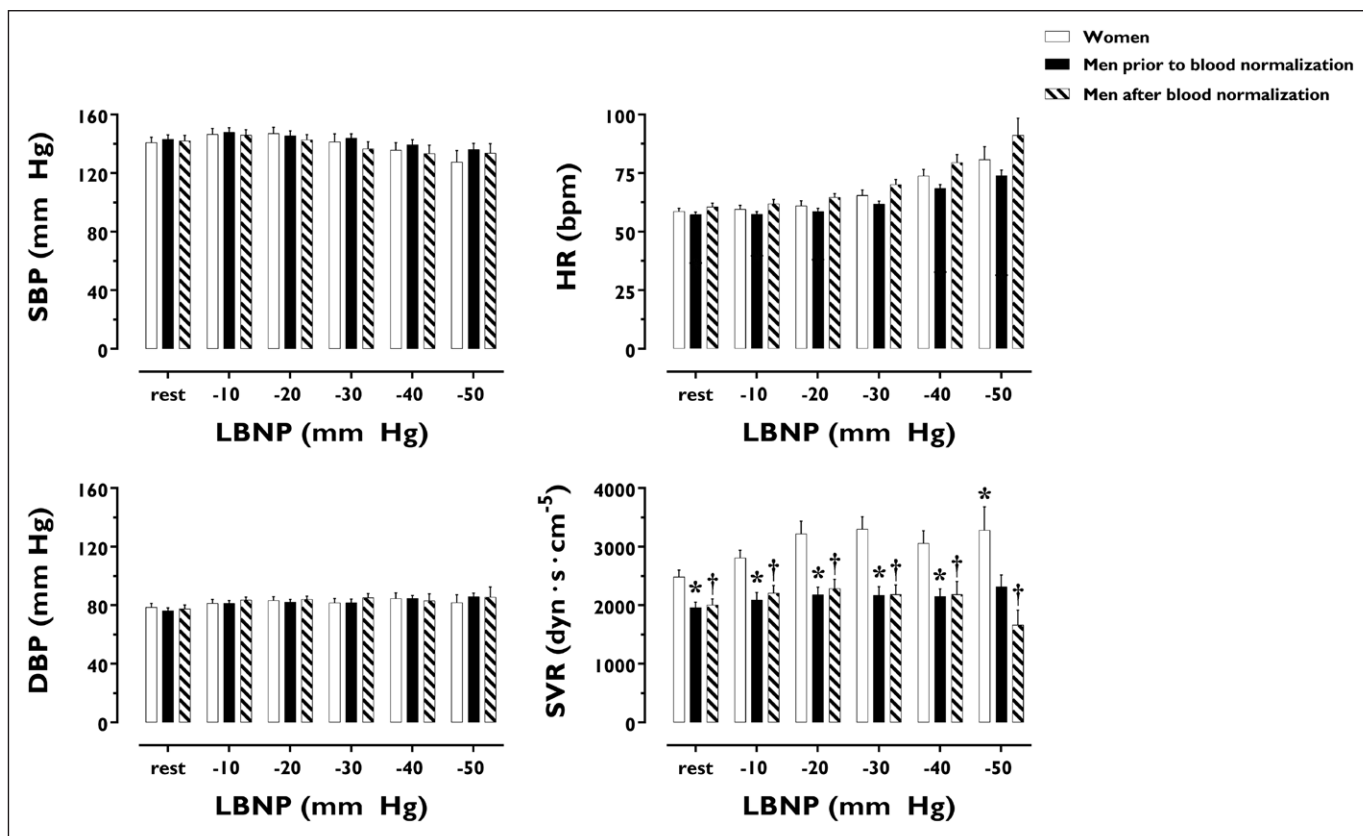 Women
Men prior to blood normalization
Men after blood normalization
SBP (mm Hg)
160
120
80
40
0
rest -10 -20 -30 -40 -50
LBNP (mm Hg)
HR (bpm)
100
75
50
25
0
rest -10 -20 -30 -40 -50
LBNP (mm Hg)
DBP (mm Hg)
160
120
80
40
0
rest -10 -20 -30 -40 -50
LBNP (mm Hg)
SVR (dyn·s·cm⁻⁵)
4000
3000
2000
1000
0
* † * † * † * † * † * †
rest -10 -20 -30 -40 -50
LBNP (mm Hg)